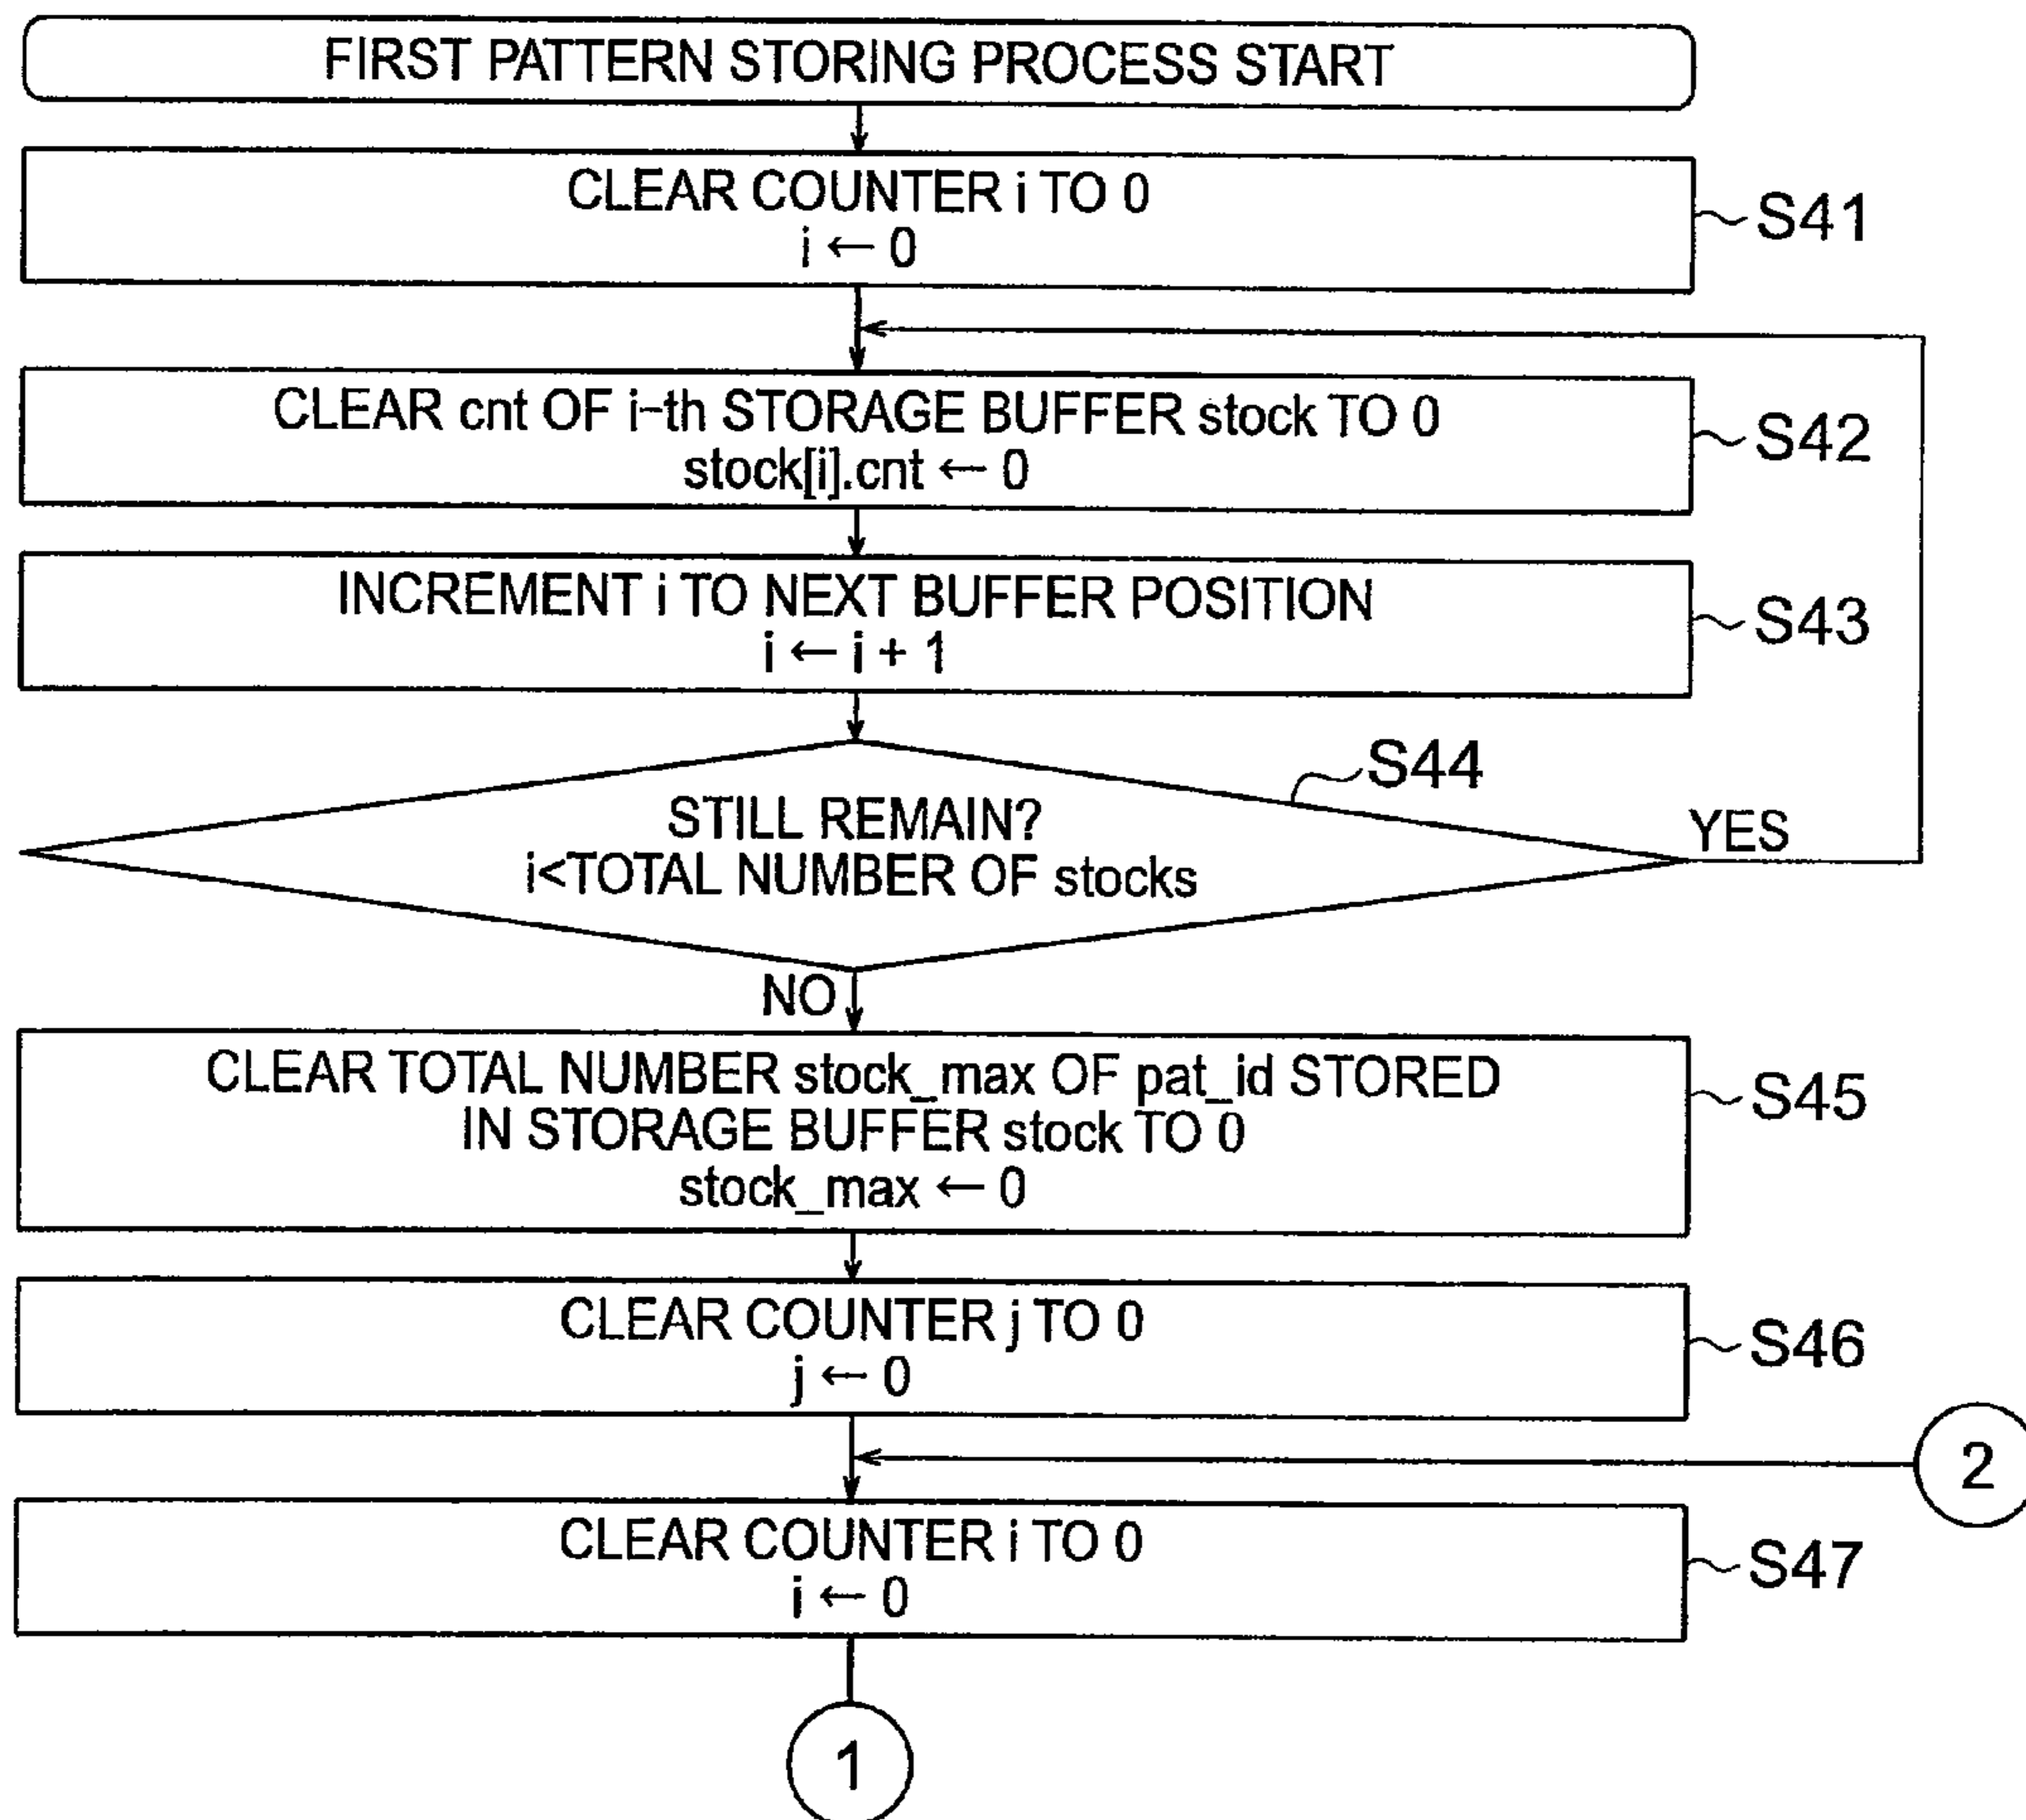 FIRST PATTERN STORING PROCESS START
CLEAR COUNTER i TO 0
i ← 0
S41
CLEAR cnt OF i-th STORAGE BUFFER stock TO 0
stock[i].cnt ← 0
S42
INCREMENT i TO NEXT BUFFER POSITION
i ← i + 1
S43
S44
STILL REMAIN?
i<TOTAL NUMBER OF stocks
YES
NO
CLEAR TOTAL NUMBER stock_max OF pat_id STORED
IN STORAGE BUFFER stock TO 0
stock_max ← 0
S45
CLEAR COUNTER j TO 0
j ← 0
S46
2
CLEAR COUNTER i TO 0
i ← 0
S47
1